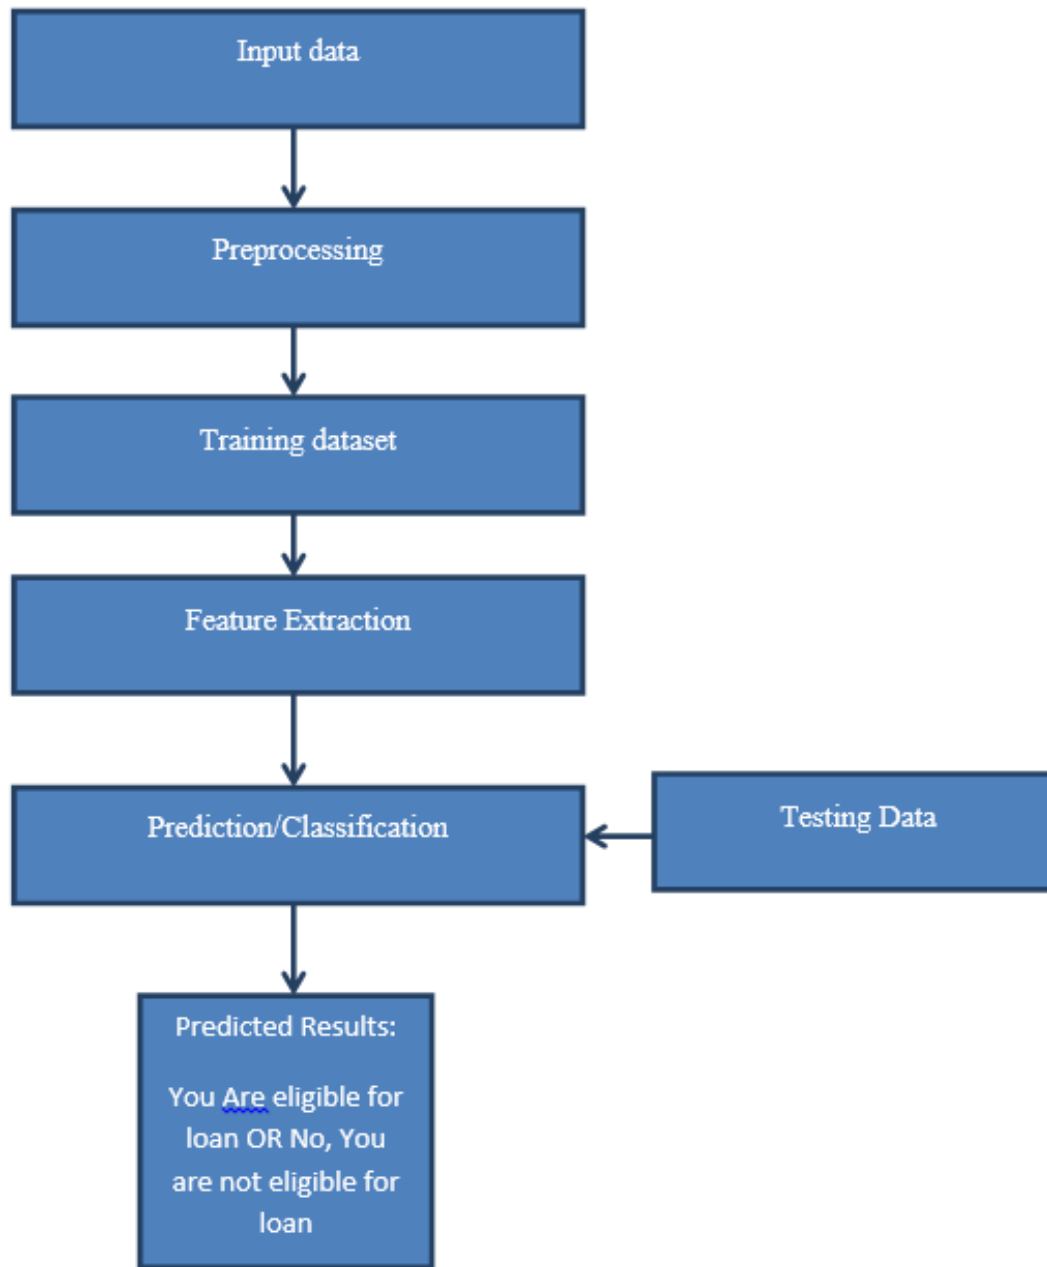 Input data
Preprocessing
Training dataset
Feature Extraction
Prediction/Classification
Testing Data
Predicted Results:
You Are eligible for
loan OR No, You
are not eligible for
loan